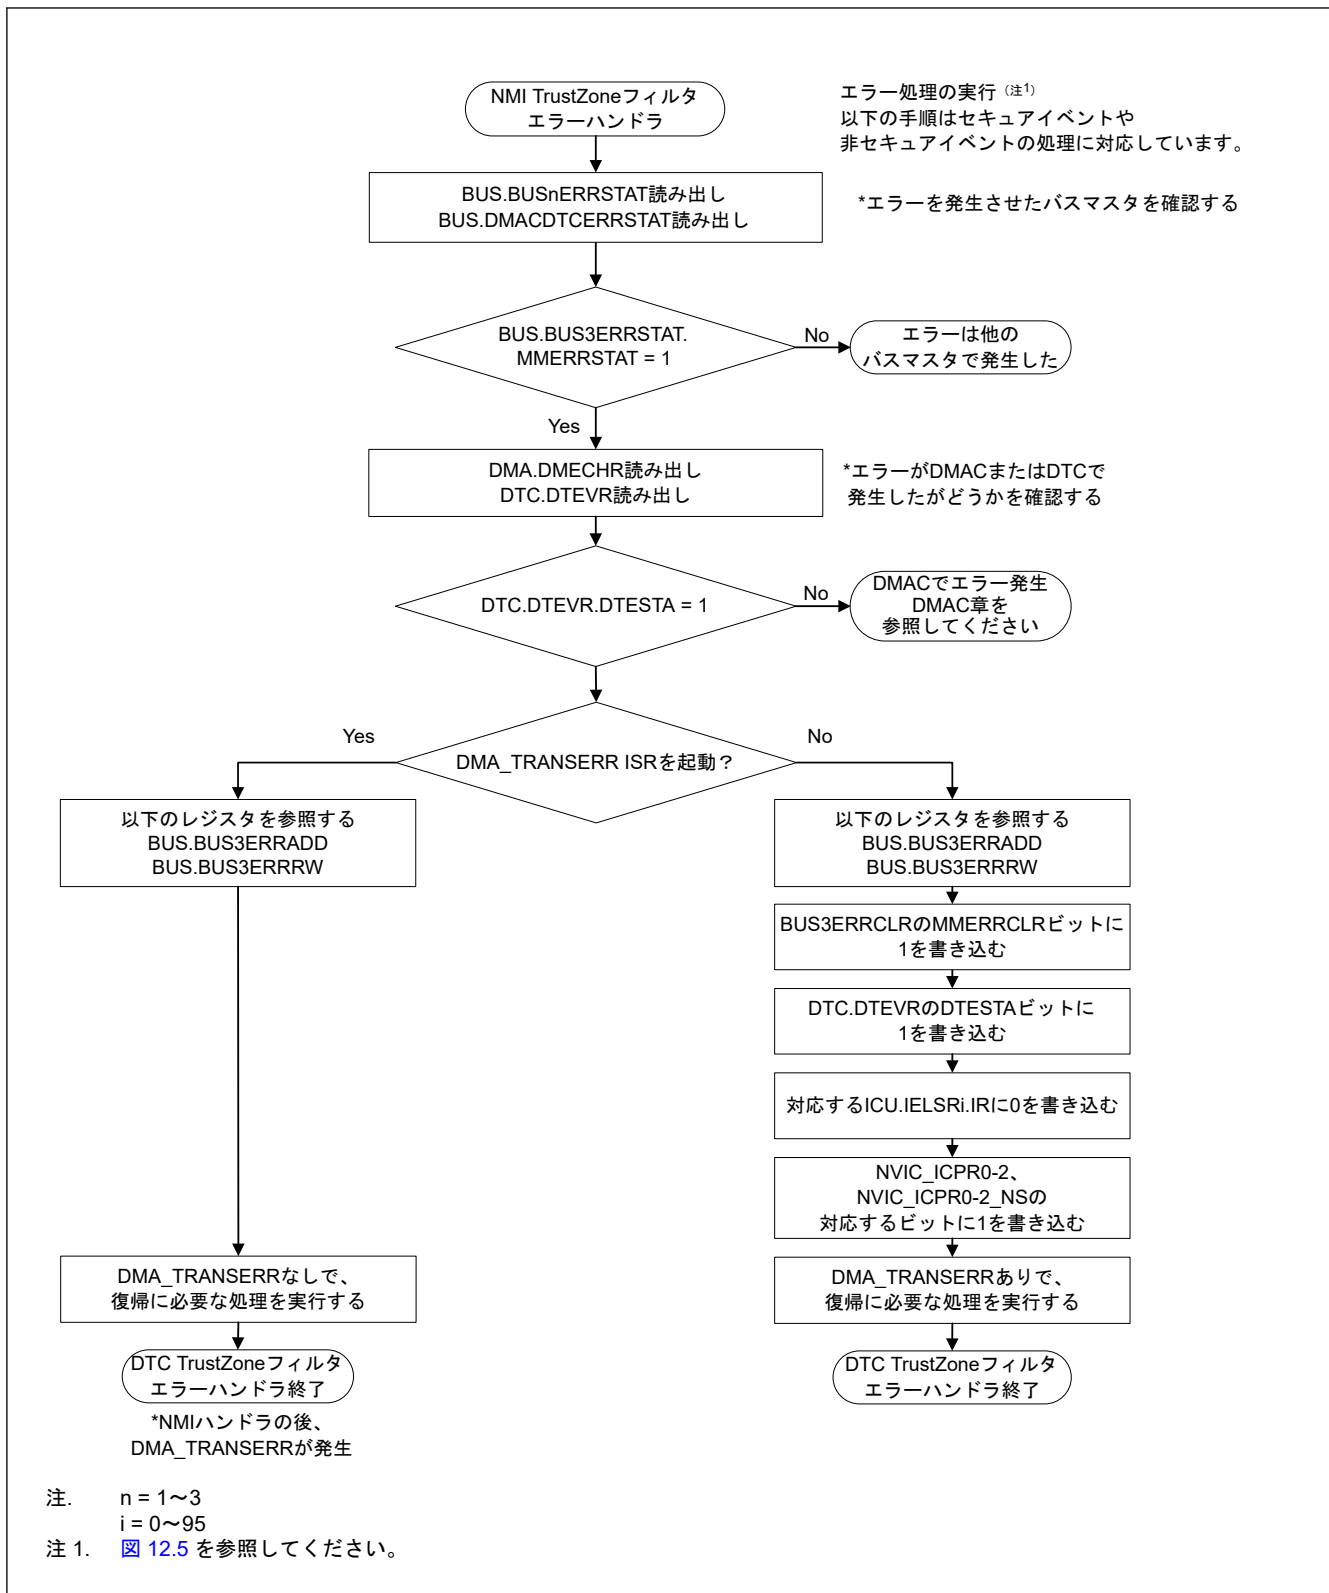 NMI TrustZoneフィルタ
エラーハンドラ
エラー処理の実行（注1）
以下の手順はセキュアイベントや
非セキュアイベントの処理に対応しています。
BUS.BUSnERRSTAT読み出し
BUS.DMACDTCERRSTAT読み出し
*エラーを発生させたバスマスタを確認する
BUS.BUS3ERRSTAT.
MMERRSTAT = 1
No
エラーは他の
バスマスタで発生した
Yes
DMA.DMECHR読み出し
DTC.DTEVR読み出し
*エラーがDMACまたはDTCで
発生したがどうかを確認する
DTC.DTEVR.DTESTA = 1
No
DMACでエラー発生
DMAC章を
参照してください
DMA_TRANSERR ISRを起動？
Yes
No
以下のレジスタを参照する
BUS.BUS3ERRADD
BUS.BUS3ERRRW
以下のレジスタを参照する
BUS.BUS3ERRADD
BUS.BUS3ERRRW
BUS3ERRCLRのMMERRCLRビットに
1を書き込む
DTC.DTEVRのDTESTAビットに
1を書き込む
対応するICU.IELSRi.IRに0を書き込む
NVIC_ICPR0-2、
NVIC_ICPR0-2_NSの
対応するビットに1を書き込む
DMA_TRANSERRなしで、
復帰に必要な処理を実行する
DMA_TRANSERRありで、
復帰に必要な処理を実行する
DTC TrustZoneフィルタ
エラーハンドラ終了
DTC TrustZoneフィルタ
エラーハンドラ終了
*NMIハンドラの後、
DMA_TRANSERRが発生
注. n = 1～3
i = 0～95
注 1. 図 12.5 を参照してください。